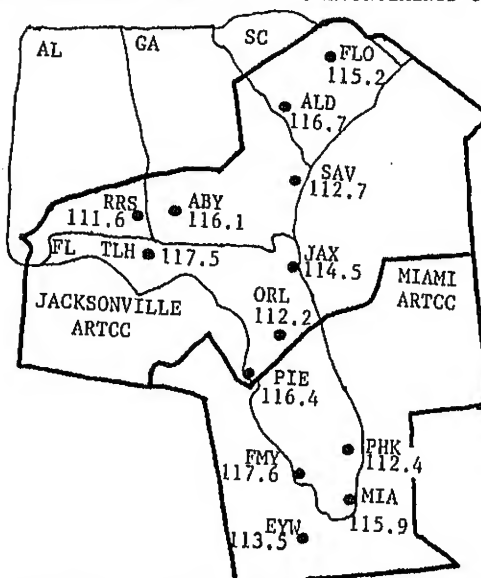 AL
GA
SC
FLO
115.2
ALD
116.7
SAV
112.7
RRS
111.6
ABY
116.1
FL
TLH
117.5
JAX
114.5
JACKSONVILLE
ARTCC
ORL
112.2
MIAMI
ARTCC
PIE
116.4
FMY
117.6
PHK
112.4
MIA
115.9
EYW
113.5